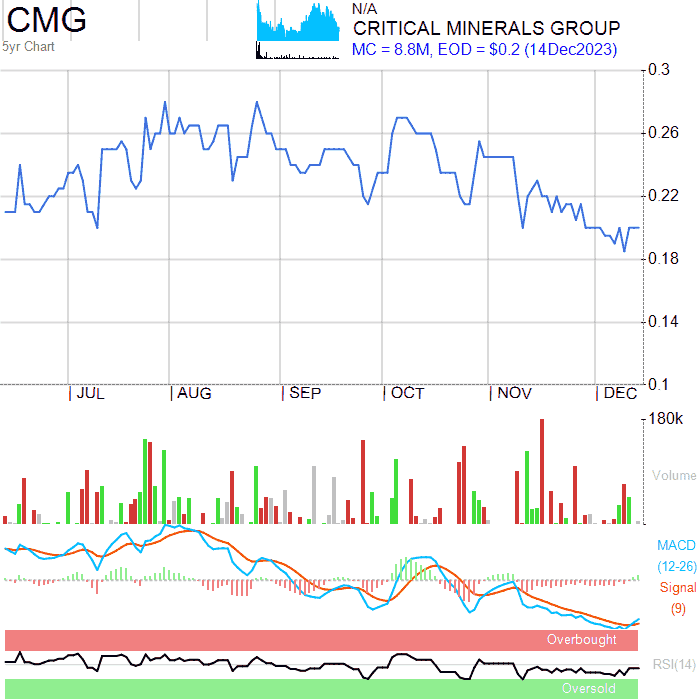 CMG
5yr Chart
N/A
CRITICAL MINERALS GROUP
MC = 8.8M, EOD = $0.2 (14Dec2023)
0.3
0.26
0.22
0.18
0.14
0.1
JUL
AUG
SEP
OCT
NOV
DEC
180k
Volume
MACD
(12-26)
Signal
(9)
Overbought
RSI(14)
Oversold